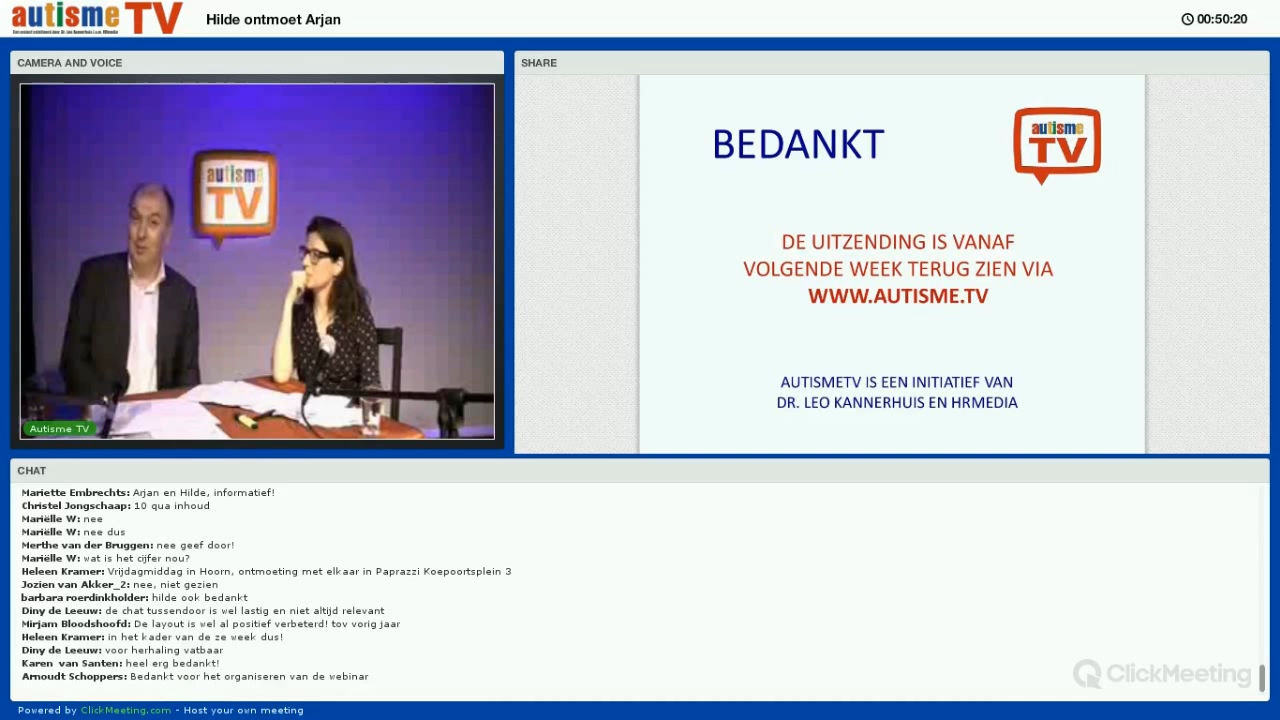 autisme TV
Hilde ontmoet Arjan
00:50:20
CAMERA AND VOICE
autisme
TV
Autisme TV
SHARE
BEDANKT
autisme
TV
DE UITZENDING IS VANAF
VOLGENDE WEEK TERUG ZIEN VIA
WWW.AUTISME.TV
AUTISMETV IS EEN INITIATIEF VAN
DR. LEO KANNERHUIS EN HRMEDIA
CHAT
Mariette Embrechts: Arjan en Hilde, informatief!
Christel Jongschaap: 10 qua inhoud
Mariëlle W: nee
Mariëlle W: nee dus
Merthe van der Bruggen: nee geef door!
Mariëlle W: wat is het cijfer nou?
Heleen Kramer: Vrijdagmiddag in Hoorn, ontmoeting met elkaar in Paprazzi Koepoortsplein 3
Jozien van Akker_2: nee, niet gezien
barbara roerdinkholder: hilde ook bedankt
Diny de Leeuw: de chat tussendoor is wel lastig en niet altijd relevant
Mirjam Bloodshoofd: De layout is wel al positief verbeterd! tov vorig jaar
Heleen Kramer: in het kader van de ze week dus!
Diny de Leeuw: voor herhaling vatbaar
Karen van Santen: heel erg bedankt!
Arnoudt Schoppers: Bedankt voor het organiseren van de webinar
ClickMeeting
Powered by ClickMeeting.com - Host your own meeting